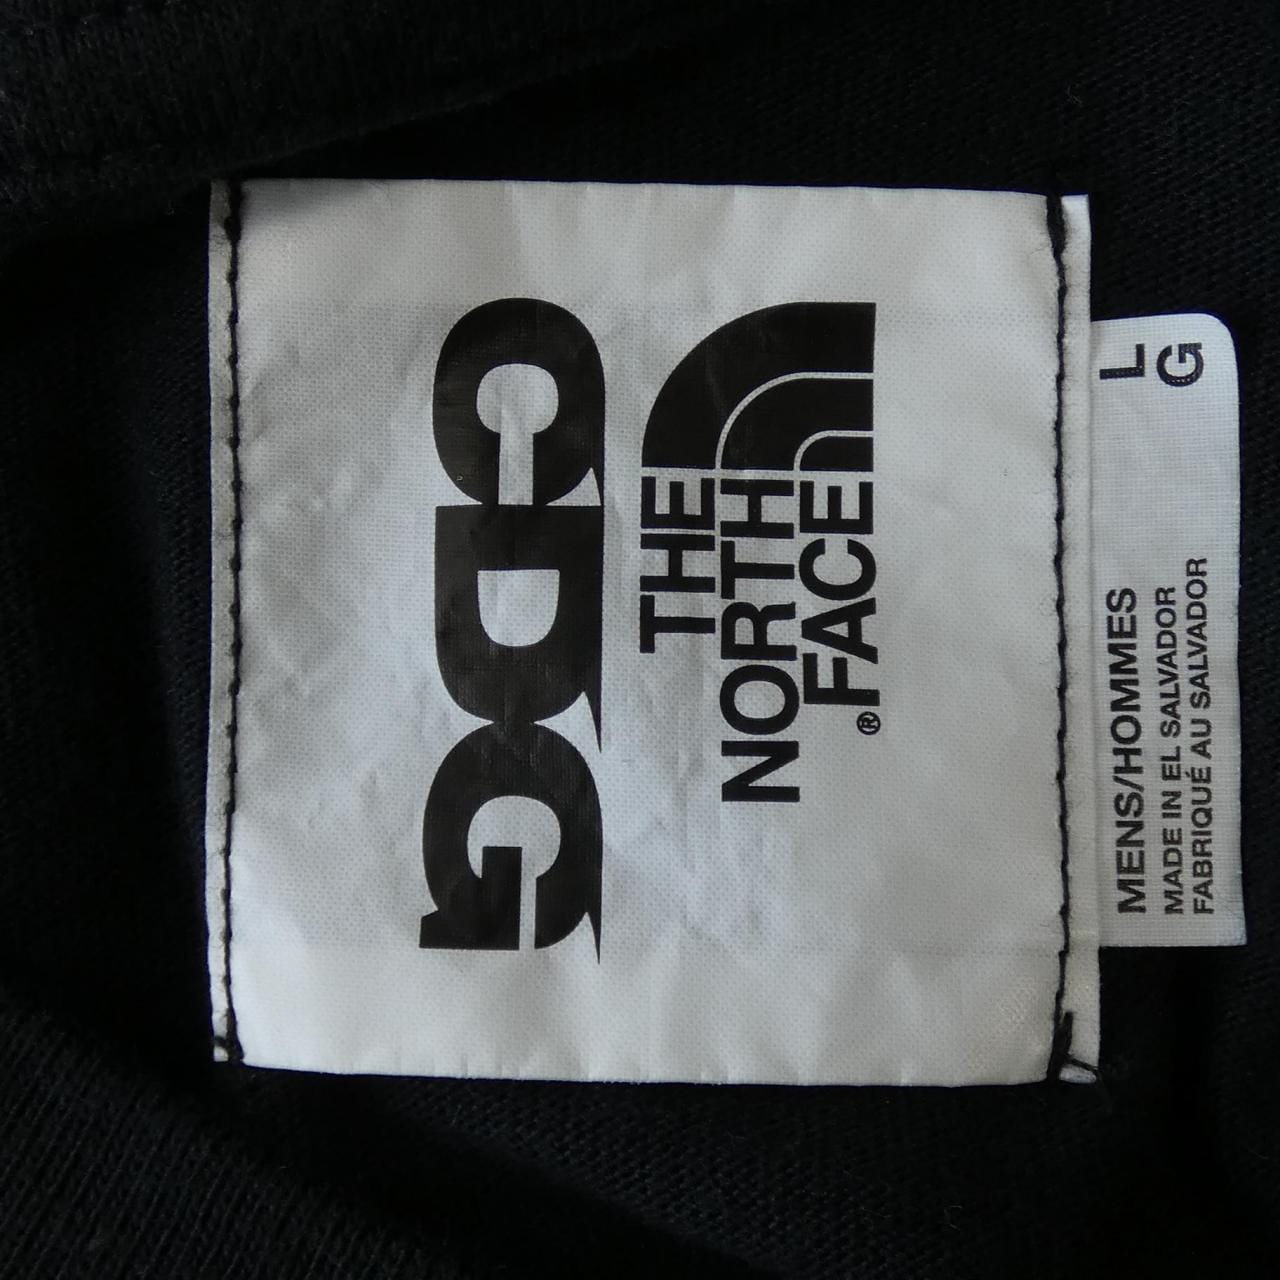 CDG
THE
NORTH
FACE®
L
G
MENS/HOMMES
MADE IN EL SALVADOR
FABRIQUÉ AU SALVADOR